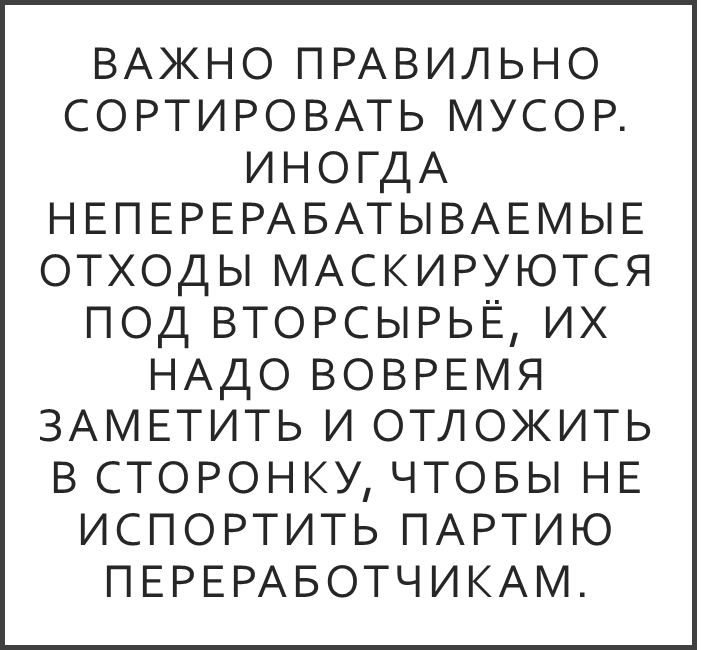 ВАЖНО ПРАВИЛЬНО
СОРТИРОВАТЬ МУСОР.
ИНОГДА
НЕПЕРЕРАБАТЫВАЕМЫЕ
ОТХОДЫ МАСКИРУЮТСЯ
ПОД ВТОРСЫРЬЁ, ИХ
НАДО ВОВРЕМЯ
ЗАМЕТИТЬ И ОТЛОЖИТЬ
В СТОРОНКУ, ЧТОБЫ НЕ
ИСПОРТИТЬ ПАРТИЮ
ПЕРЕРАБОТЧИКАМ.